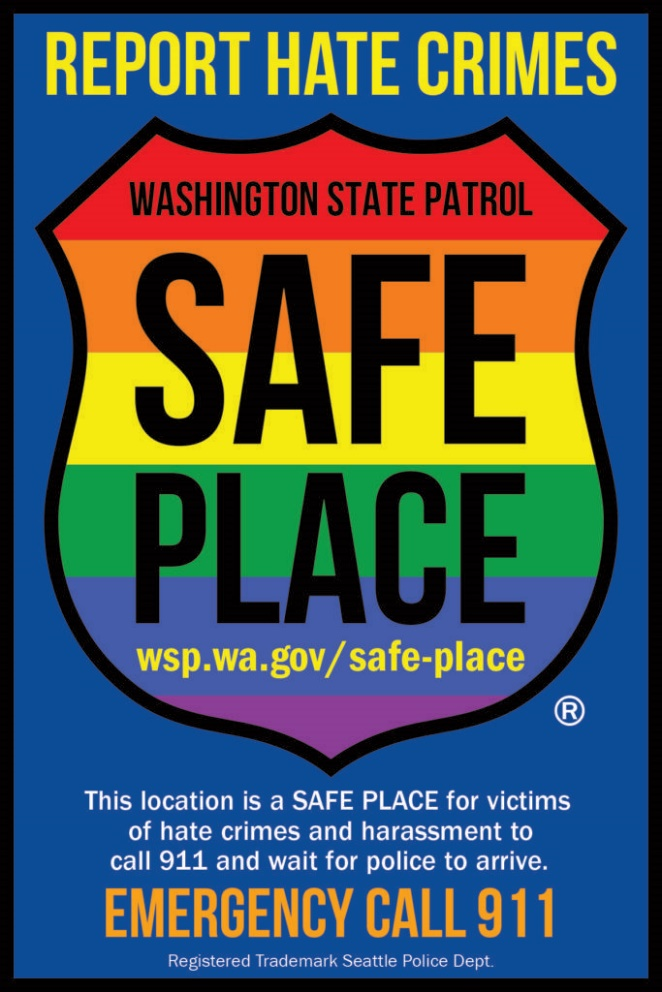 REPORT HATE CRIMES
WASHINGTON STATE PATROL
SAFE
PLACE
wsp.wa.gov/safe-place
®
This location is a SAFE PLACE for victims
of hate crimes and harassment to
call 911 and wait for police to arrive.
EMERGENCY CALL 911
Registered Trademark Seattle Police Dept.